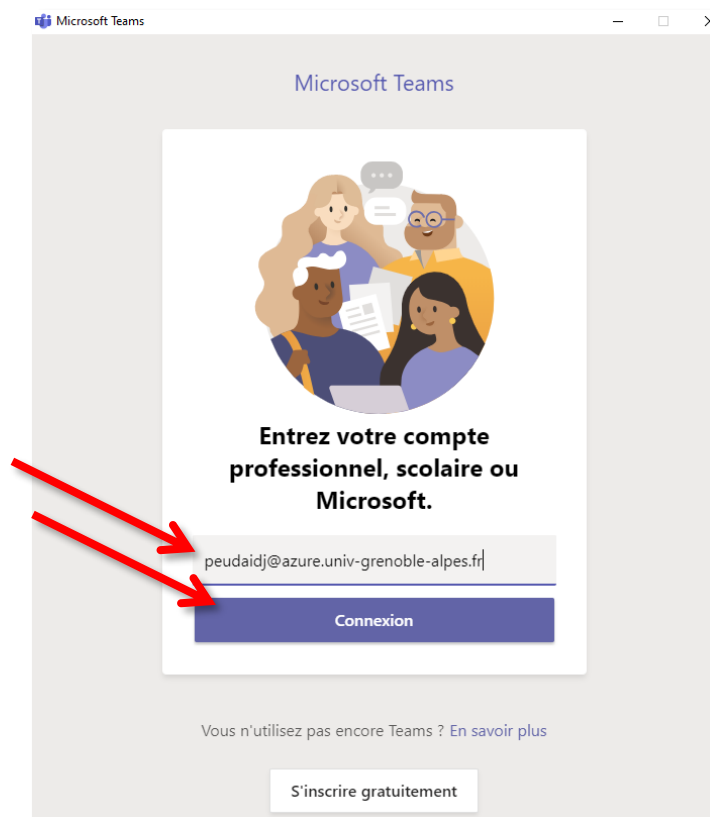 Microsoft Teams
Microsoft Teams
Entrez votre compte
professionnel, scolaire ou
Microsoft.
peudaidj@azure.univ-grenoble-alpes.fr
Connexion
Vous n'utilisez pas encore Teams ? En savoir plus
S'inscrire gratuitement